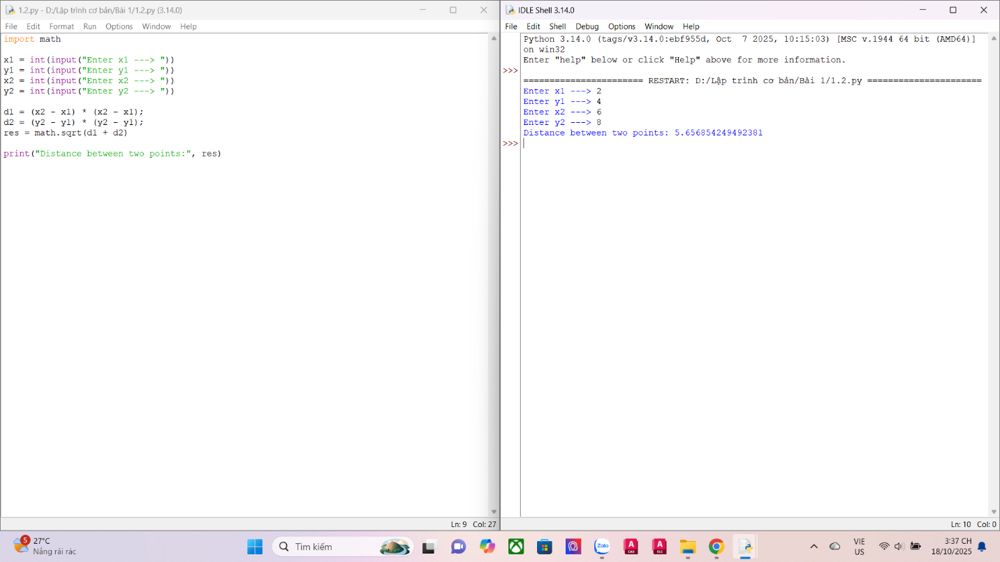 1.2.py - D:/Lập trình cơ bản/Bài 1/1.2.py (3.14.0)
File Edit Format Run Options Window Help
import math
x1 = int(input("Enter x1 ---> "))
y1 = int(input("Enter y1 ---> "))
x2 = int(input("Enter x2 ---> "))
y2 = int(input("Enter y2 ---> "))
d1 = (x2 - x1) * (x2 - x1);
d2 = (y2 - y1) * (y2 - y1);
res = math.sqrt(d1 + d2)
print("Distance between two points:", res)
Ln: 9 Col: 27
IDLE Shell 3.14.0
File Edit Shell Debug Options Window Help
Python 3.14.0 (tags/v3.14.0:ebf955d, Oct  7 2025, 10:15:03) [MSC v.1944 64 bit (AMD64)]
on win32
Enter "help" below or click "Help" above for more information.
>>>
======================= RESTART: D:/Lập trình cơ bản/Bài 1/1.2.py ======================
Enter x1 ---> 2
Enter y1 ---> 4
Enter x2 ---> 6
Enter y2 ---> 8
Distance between two points: 5.656854249492381
>>>
Ln: 10 Col: 0
5
27°C
Nắng rải rác
Tìm kiếm
Zalo
A CAD
A ELC
VIE
US
3:37 CH
18/10/2025